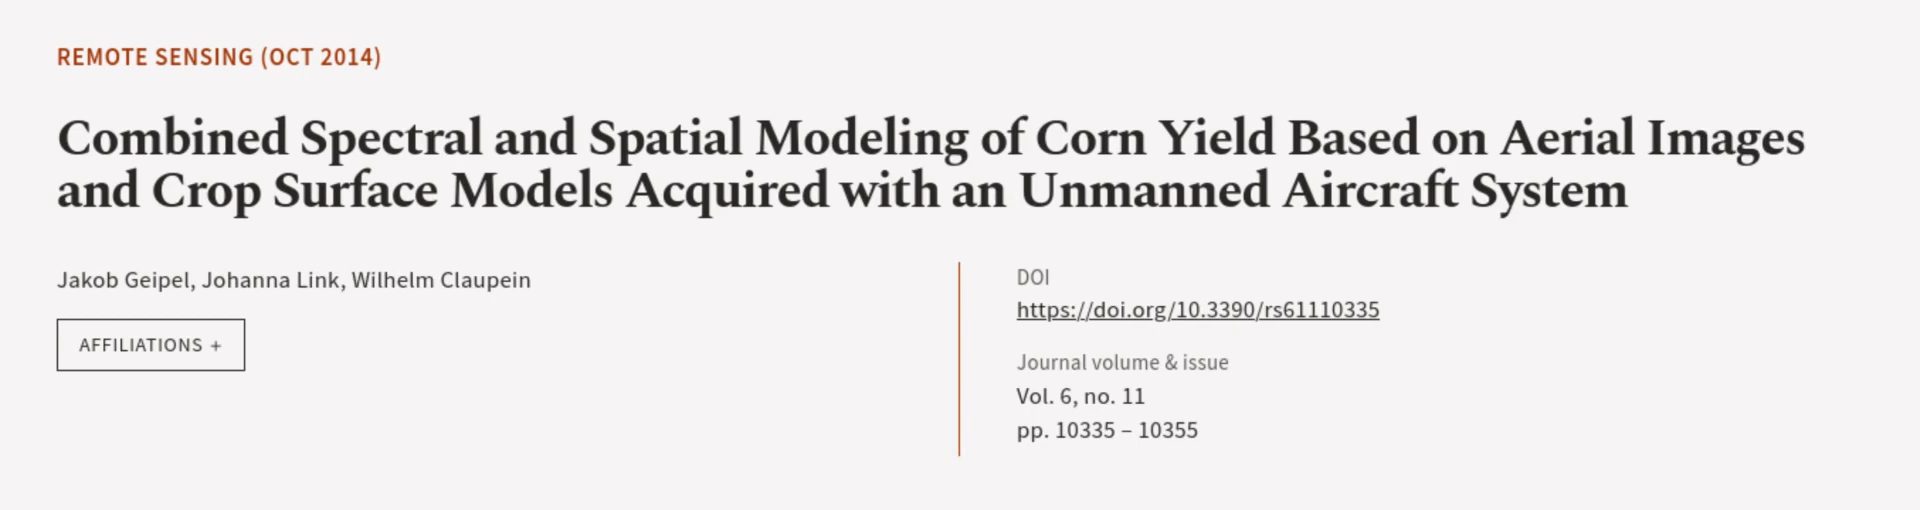 REMOTE SENSING (OCT 2014)
Combined Spectral and Spatial Modeling of Corn Yield Based on Aerial Images
and Crop Surface Models Acquired with an Unmanned Aircraft System
Jakob Geipel, Johanna Link, Wilhelm Claupein
AFFILIATIONS +
DOI
https://doi.org/10.3390/rs61110335
Journal volume & issue
Vol. 6, no. 11
pp. 10335 – 10355